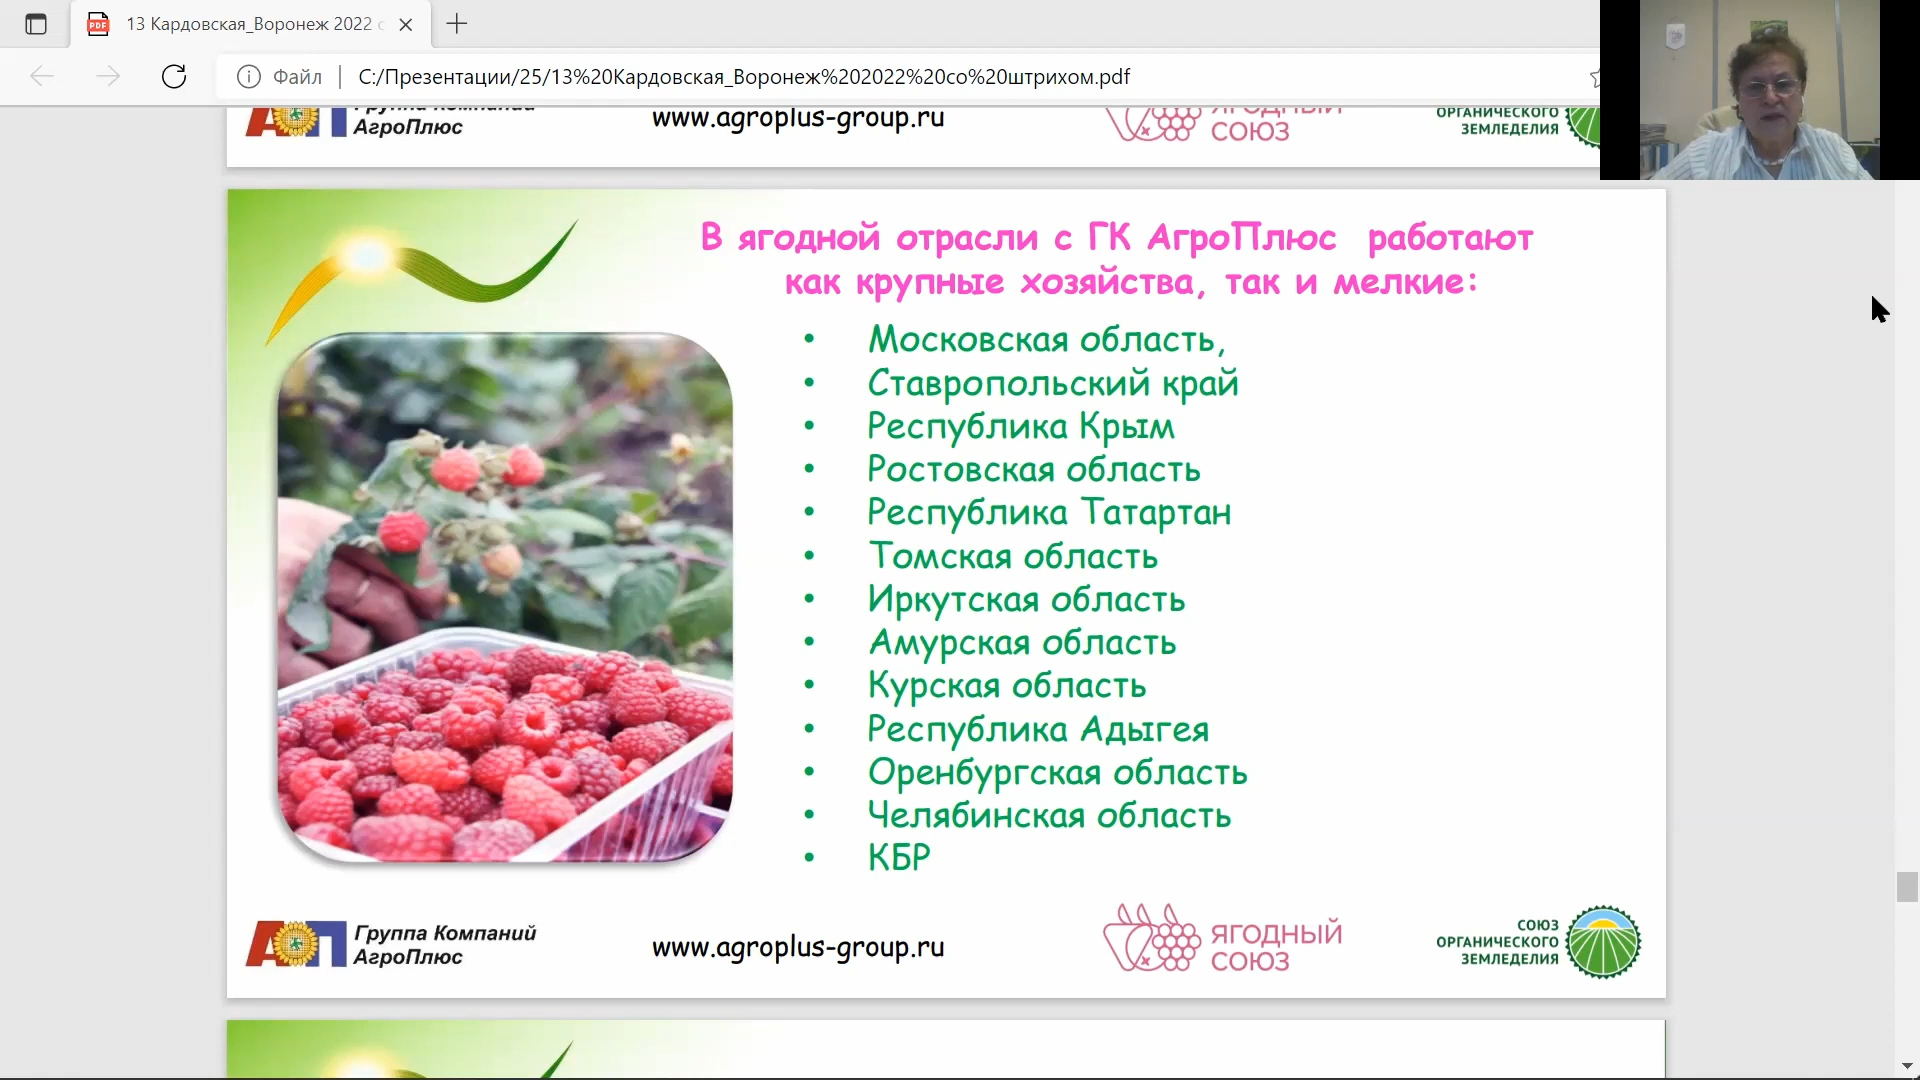 13 Кардовская_Воронеж 2022 с
Файл
C:/Презентации/25/13%20Кардовская_Воронеж%202022%20со%20штрихом.pdf
АгроПлюс
www.agroplus-group.ru
СОЮЗ
ОРГАНИЧЕСКОГО
ЗЕМЛЕДЕЛИЯ
В ягодной отрасли с ГК АгроПлюс работают
как крупные хозяйства, так и мелкие:
• Московская область,
• Ставропольский край
• Республика Крым
• Ростовская область
• Республика Татартан
• Томская область
• Иркутская область
• Амурская область
• Курская область
• Республика Адыгея
• Оренбургская область
• Челябинская область
• КБР
АП
Группа Компаний
АгроПлюс
www.agroplus-group.ru
ЯГОДНЫЙ
СОЮЗ
СОЮЗ
ОРГАНИЧЕСКОГО
ЗЕМЛЕДЕЛИЯ